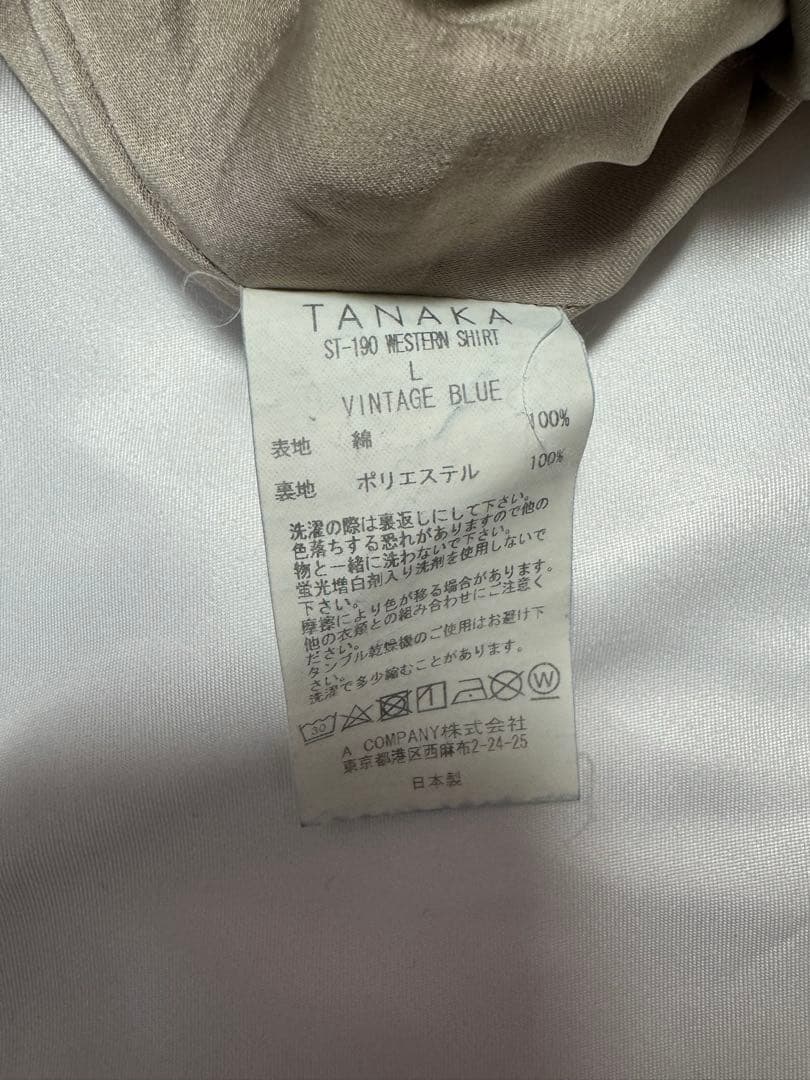 TANAKA
ST-190 WESTERN SHIRT
L
VINTAGE BLUE
表地 綿 100%
裏地 ポリエステル 100%
洗濯の際は裏返しにして下さい。
色落ちする恐れがありますので他の
物と一緒に洗わないで下さい。
蛍光増白剤入り洗剤を使用しないで
下さい。
摩擦により色が移る場合があります。
他の衣類との組み合わせにご注意く
ださい。
タンブル乾燥機のご使用はお避け下
さい。
洗濯で多少縮むことがあります。
30 W
A COMPANY株式会社
東京都港区西麻布2-24-25
日本製